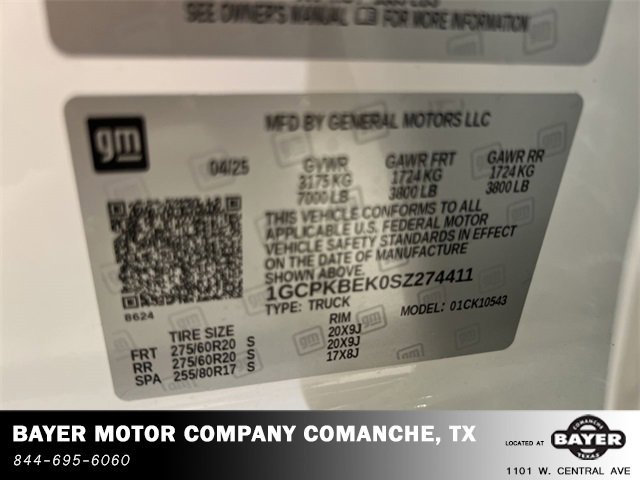 SEE OWNER'S MANUAL FOR MORE INFORMATION
gm
MFD BY GENERAL MOTORS LLC
04/25
GVWR GAWR FRT GAWR RR
3175 KG 1724 KG 1724 KG
7000 LB 3800 LB 3800 LB
THIS VEHICLE CONFORMS TO ALL
APPLICABLE U.S. FEDERAL MOTOR
VEHICLE SAFETY STANDARDS IN EFFECT
ON THE DATE OF MANUFACTURE
SHOWN ABOVE.
1GCPKBEK0SZ274411
TYPE: TRUCK MODEL: 01CK10543
8624
TIRE SIZE RIM
FRT 275/60R20 S 20X9J
RR 275/60R20 S 20X9J
SPA 255/80R17 S 17X8J
BAYER MOTOR COMPANY COMANCHE, TX
844-695-6060
LOCATED AT
COMANCHE
BAYER
TEXAS
1101 W. CENTRAL AVE